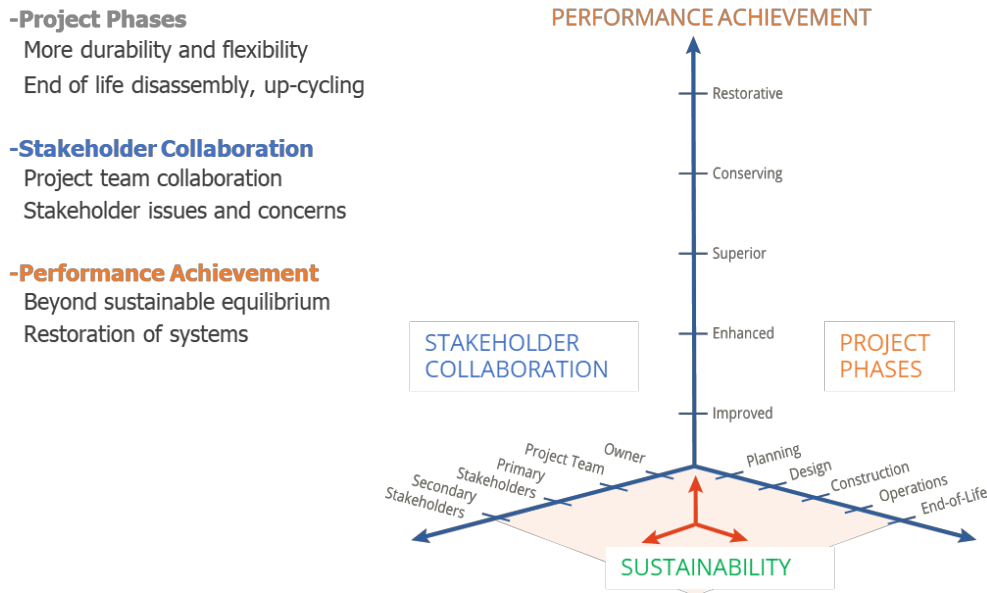 -Project Phases
More durability and flexibility
End of life disassembly, up-cycling
-Stakeholder Collaboration
Project team collaboration
Stakeholder issues and concerns
-Performance Achievement
Beyond sustainable equilibrium
Restoration of systems
PERFORMANCE ACHIEVEMENT
Restorative
Conserving
Superior
Enhanced
Improved
STAKEHOLDER
COLLABORATION
PROJECT
PHASES
Owner
Project Team
Primary
Stakeholders
Secondary
Stakeholders
Planning
Design
Construction
Operations
End-of-Life
SUSTAINABILITY